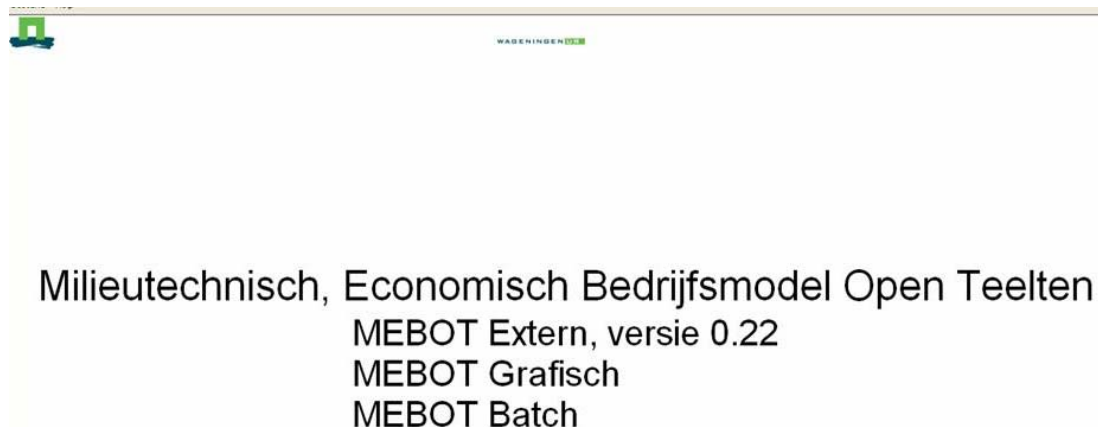 WAGENINGEN UR
Milieutechnisch, Economisch Bedrijfsmodel Open Teelten
MEBOT Extern, versie 0.22
MEBOT Grafisch
MEBOT Batch